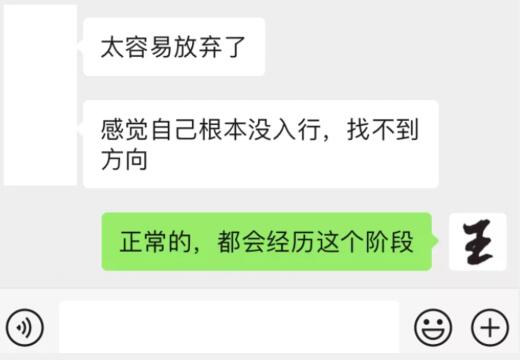 太容易放弃了
感觉自己根本没入行，找不到
方向
正常的，都会经历这个阶段
王